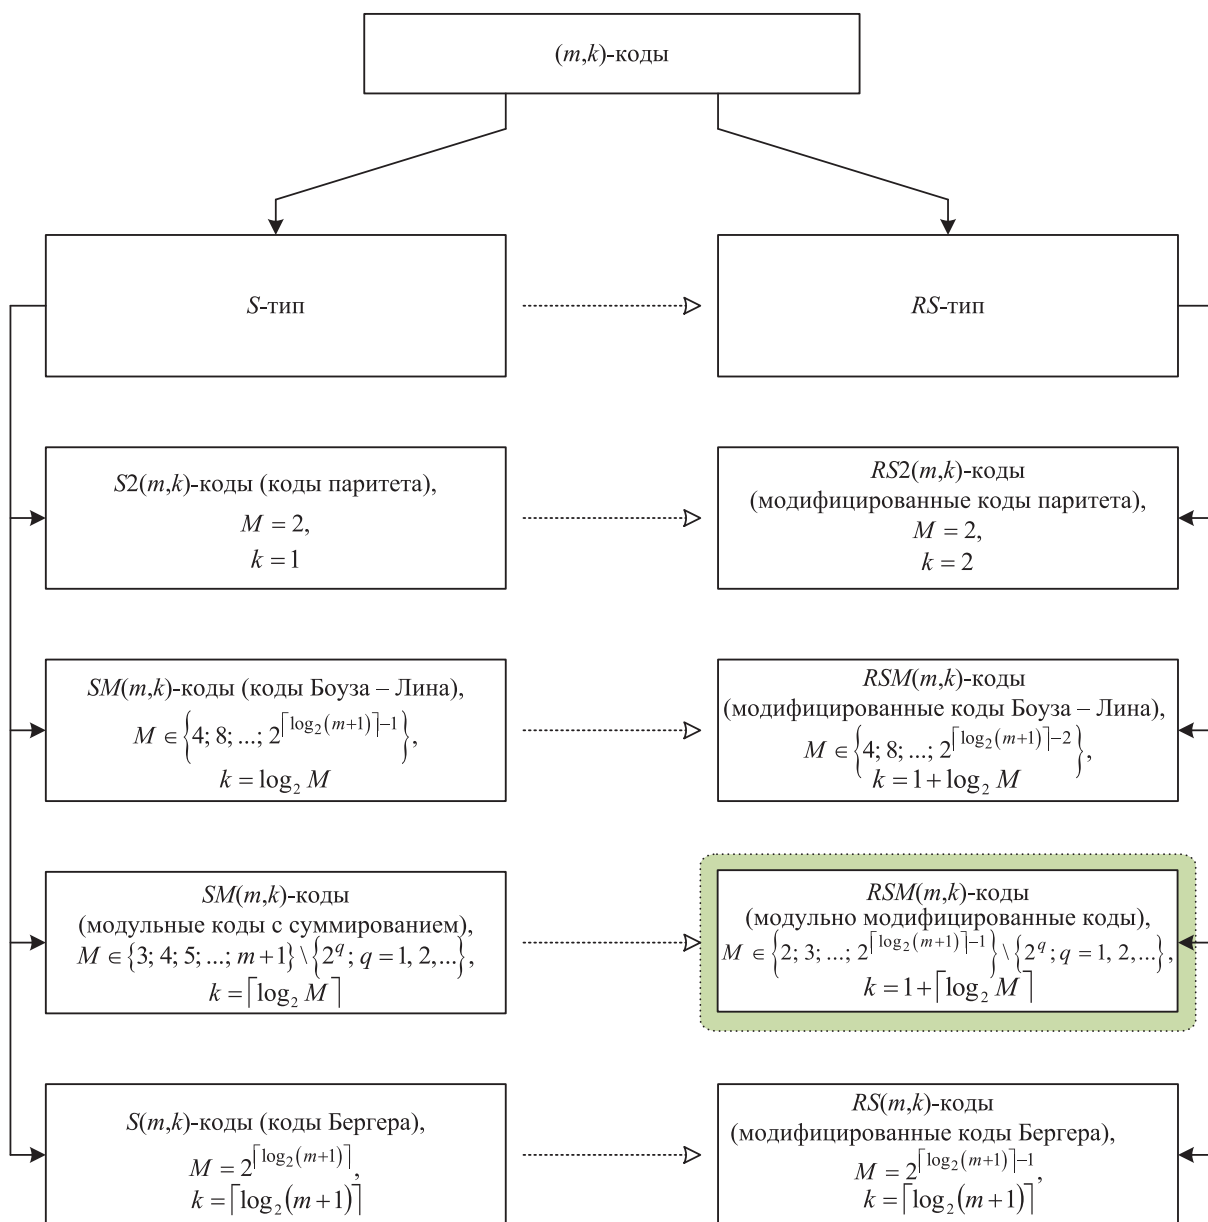 (m,k)-коды
S-тип
RS-тип
S2(m,k)-коды (коды паритета),
M = 2,
k = 1
RS2(m,k)-коды
(модифицированные коды паритета),
M = 2,
k = 2
SM(m,k)-коды (коды Боуза – Лина),
M ∈ {4; 8; ...; 2^{⌈log₂(m+1)⌉−1}},
k = log₂ M
RSM(m,k)-коды
(модифицированные коды Боуза – Лина),
M ∈ {4; 8; ...; 2^{⌈log₂(m+1)⌉−2}},
k = 1 + log₂ M
SM(m,k)-коды
(модульные коды с суммированием),
M ∈ {3; 4; 5; ...; m+1} \ {2^q; q = 1, 2,...},
k = ⌈log₂ M⌉
RSM(m,k)-коды
(модульно модифицированные коды),
M ∈ {2; 3; ...; 2^{⌈log₂(m+1)⌉−1}} \ {2^q; q = 1, 2,...},
k = 1 + ⌈log₂ M⌉
S(m,k)-коды (коды Бергера),
M = 2^{⌈log₂(m+1)⌉},
k = ⌈log₂(m+1)⌉
RS(m,k)-коды
(модифицированные коды Бергера),
M = 2^{⌈log₂(m+1)⌉−1},
k = ⌈log₂(m+1)⌉